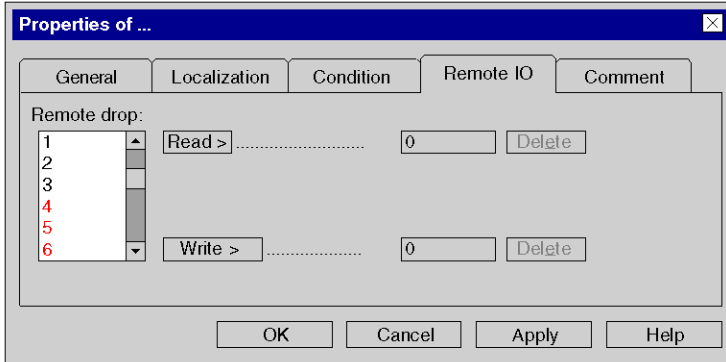 Properties of ...
General Localization Condition Remote IO Comment
Remote drop:
1
2
3
4
5
6
Read > .......................... 0 Delete
Write > ................... 0 Delete
OK Cancel Apply Help